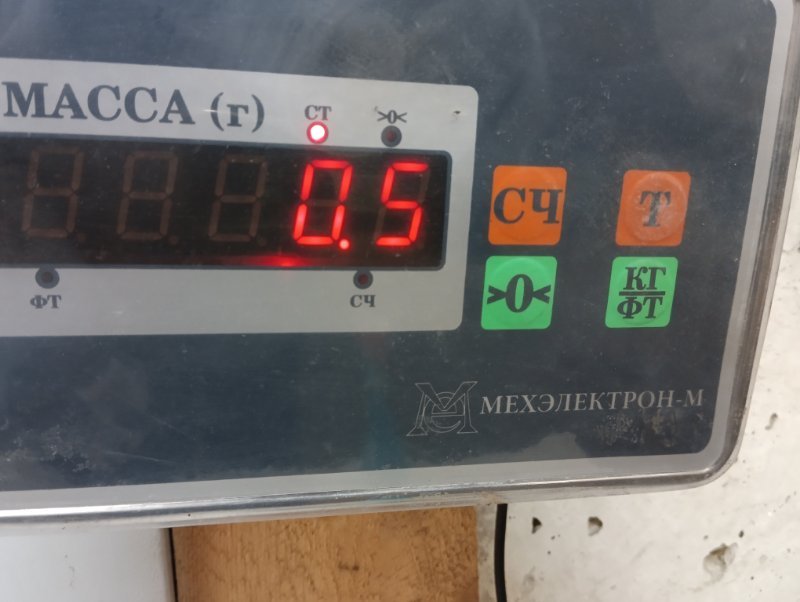 МАССА (г)
СТ >0<
0.5
ФТ СЧ
СЧ Т
>0< КГ
ФТ
МЕХЭЛЕКТРОН-М